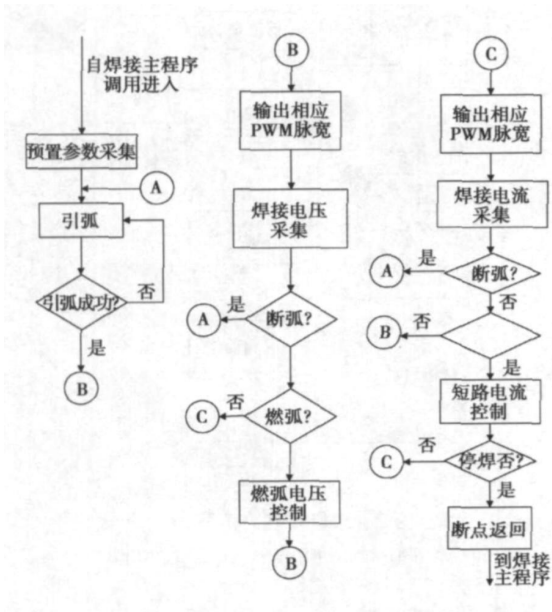 自焊接主程序
调用进入
预置参数采集
A
引弧
引弧成功?
否
是
B
B
输出相应
PWM脉宽
焊接电压
采集
是
A
断弧?
否
C
燃弧?
燃弧电压
控制
B
C
输出相应
PWM脉宽
焊接电流
采集
是
A
断弧?
否
否
B
是
短路电流
控制
否
C
停焊否?
是
断点返回
到焊接
主程序